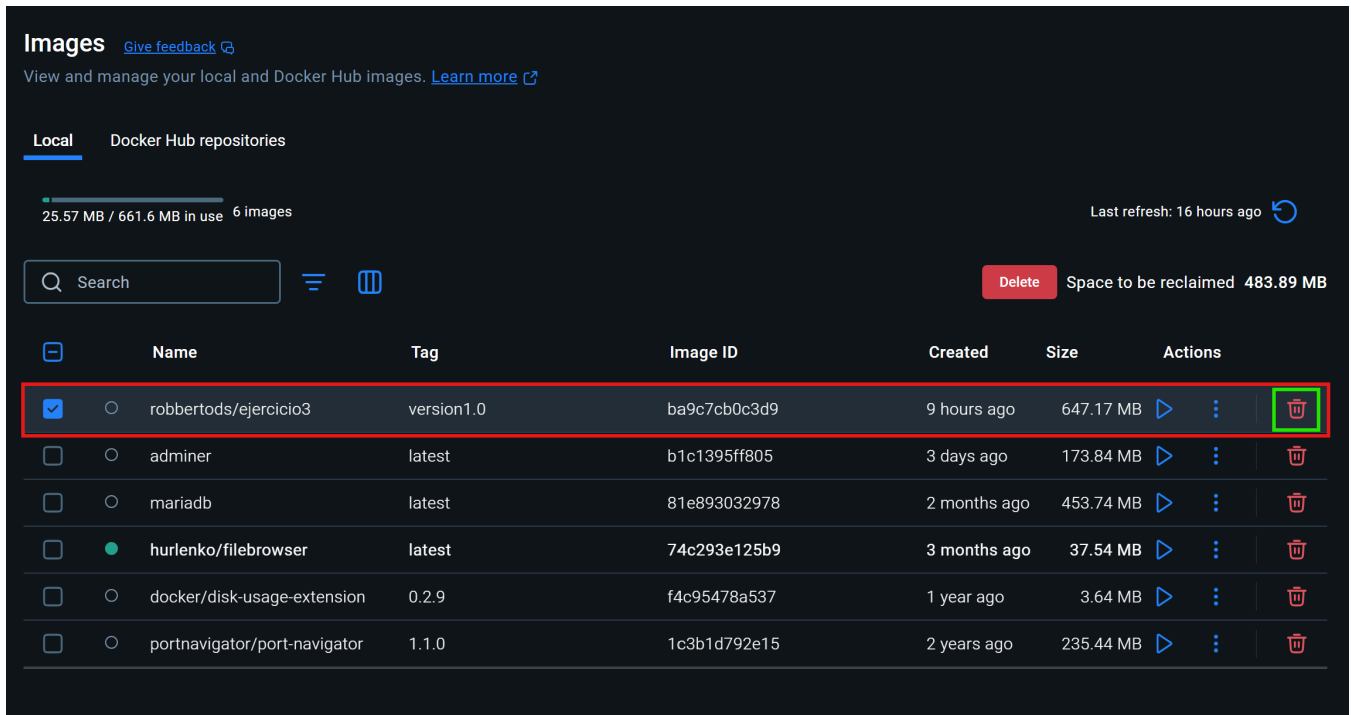 Images Give feedback
View and manage your local and Docker Hub images. Learn more
Local Docker Hub repositories
25.57 MB / 661.6 MB in use 6 images Last refresh: 16 hours ago
Search Delete Space to be reclaimed 483.89 MB
Name Tag Image ID Created Size Actions
robbertods/ejercicio3 version1.0 ba9c7cb0c3d9 9 hours ago 647.17 MB
adminer latest b1c1395ff805 3 days ago 173.84 MB
mariadb latest 81e893032978 2 months ago 453.74 MB
hurlenko/filebrowser latest 74c293e125b9 3 months ago 37.54 MB
docker/disk-usage-extension 0.2.9 f4c95478a537 1 year ago 3.64 MB
portnavigator/port-navigator 1.1.0 1c3b1d792e15 2 years ago 235.44 MB